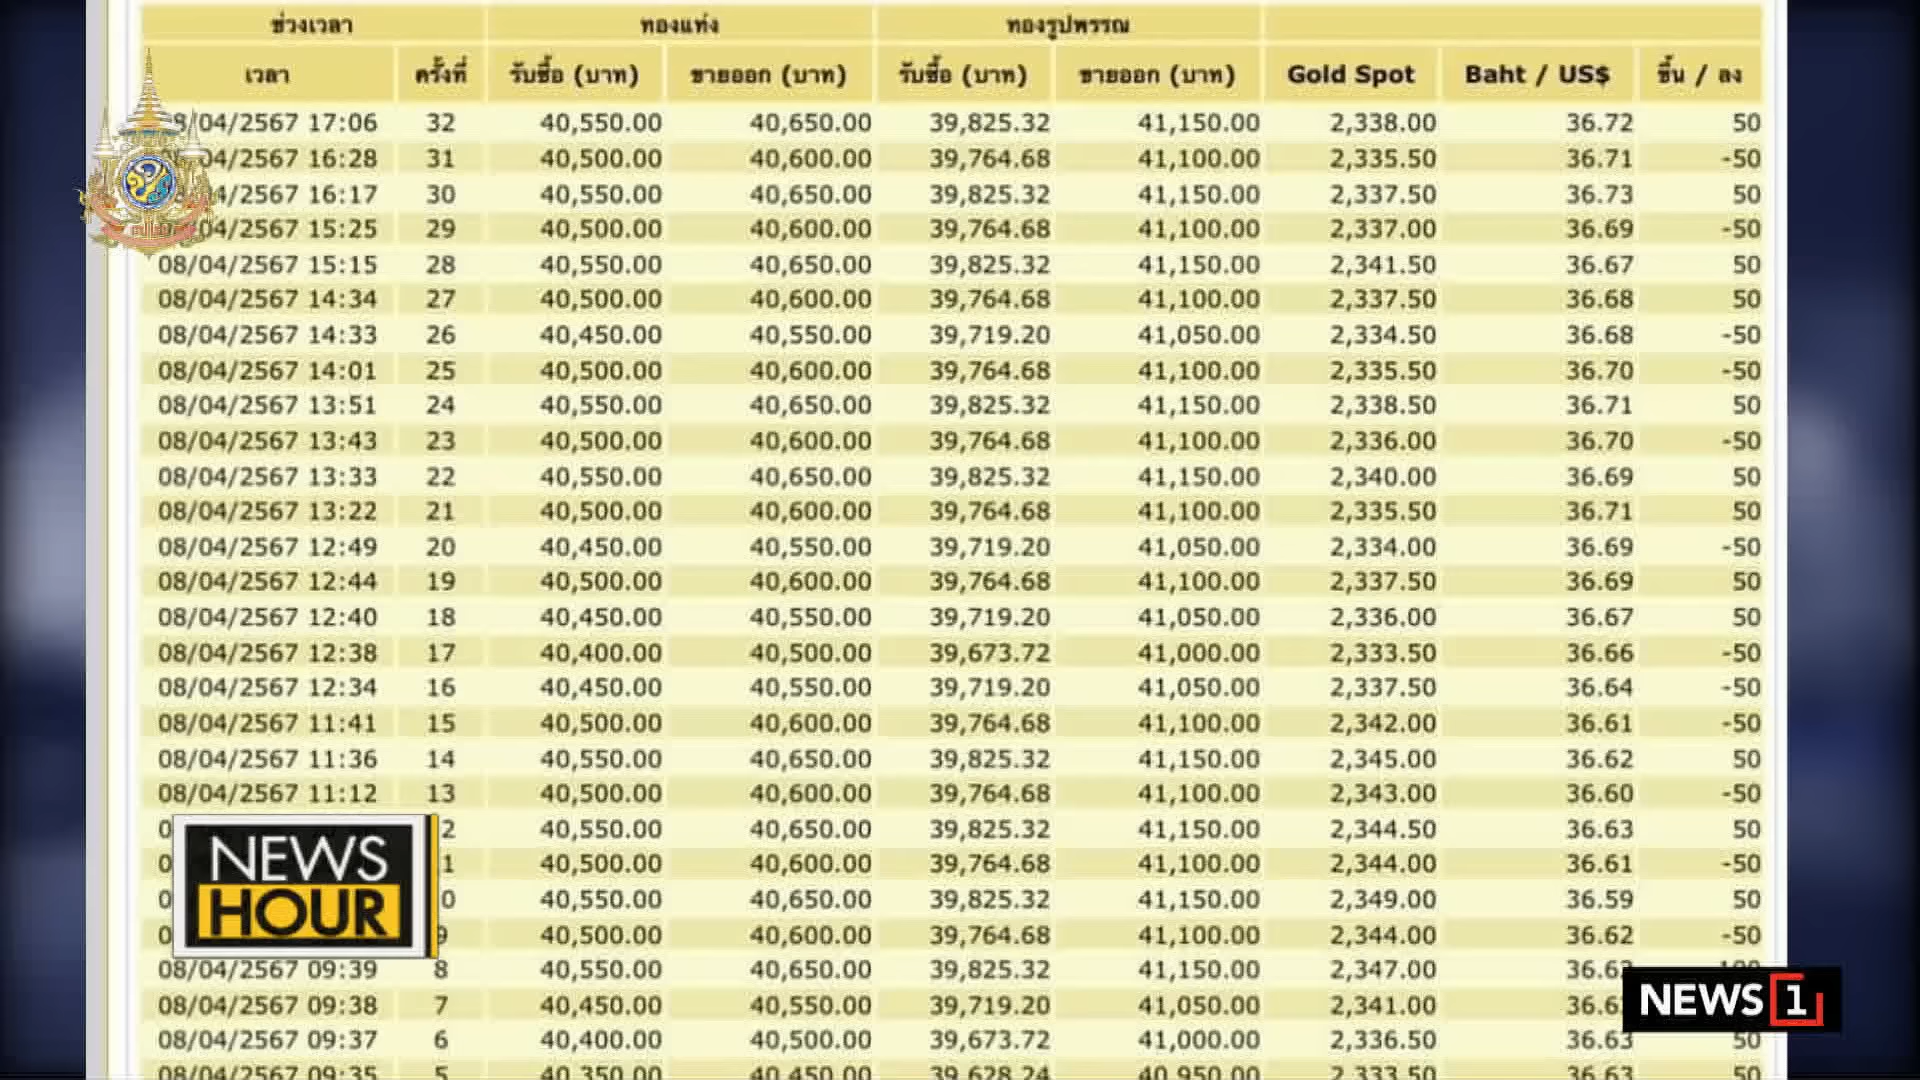 ช่วงเวลา ทองแท่ง ทองรูปพรรณ
เวลา ครั้งที่ รับซื้อ (บาท) ขายออก (บาท) รับซื้อ (บาท) ขายออก (บาท) Gold Spot Baht / US$ ขึ้น / ลง
/04/2567 17:06 32 40,550.00 40,650.00 39,825.32 41,150.00 2,338.00 36.72 50
04/2567 16:28 31 40,500.00 40,600.00 39,764.68 41,100.00 2,335.50 36.71 -50
/2567 16:17 30 40,550.00 40,650.00 39,825.32 41,150.00 2,337.50 36.73 50
04/2567 15:25 29 40,500.00 40,600.00 39,764.68 41,100.00 2,337.00 36.69 -50
08/04/2567 15:15 28 40,550.00 40,650.00 39,825.32 41,150.00 2,341.50 36.67 50
08/04/2567 14:34 27 40,500.00 40,600.00 39,764.68 41,100.00 2,337.50 36.68 50
08/04/2567 14:33 26 40,450.00 40,550.00 39,719.20 41,050.00 2,334.50 36.68 -50
08/04/2567 14:01 25 40,500.00 40,600.00 39,764.68 41,100.00 2,335.50 36.70 -50
08/04/2567 13:51 24 40,550.00 40,650.00 39,825.32 41,150.00 2,338.50 36.71 50
08/04/2567 13:43 23 40,500.00 40,600.00 39,764.68 41,100.00 2,336.00 36.70 -50
08/04/2567 13:33 22 40,550.00 40,650.00 39,825.32 41,150.00 2,340.00 36.69 50
08/04/2567 13:22 21 40,500.00 40,600.00 39,764.68 41,100.00 2,335.50 36.71 50
08/04/2567 12:49 20 40,450.00 40,550.00 39,719.20 41,050.00 2,334.00 36.69 -50
08/04/2567 12:44 19 40,500.00 40,600.00 39,764.68 41,100.00 2,337.50 36.69 50
08/04/2567 12:40 18 40,450.00 40,550.00 39,719.20 41,050.00 2,336.00 36.67 50
08/04/2567 12:38 17 40,400.00 40,500.00 39,673.72 41,000.00 2,333.50 36.66 -50
08/04/2567 12:34 16 40,450.00 40,550.00 39,719.20 41,050.00 2,337.50 36.64 -50
08/04/2567 11:41 15 40,500.00 40,600.00 39,764.68 41,100.00 2,342.00 36.61 -50
08/04/2567 11:36 14 40,550.00 40,650.00 39,825.32 41,150.00 2,345.00 36.62 50
08/04/2567 11:12 13 40,500.00 40,600.00 39,764.68 41,100.00 2,343.00 36.60 -50
0 2 40,550.00 40,650.00 39,825.32 41,150.00 2,344.50 36.63 50
1 40,500.00 40,600.00 39,764.68 41,100.00 2,344.00 36.61 -50
0 0 40,550.00 40,650.00 39,825.32 41,150.00 2,349.00 36.59 50
0 9 40,500.00 40,600.00 39,764.68 41,100.00 2,344.00 36.62 -50
08/04/2567 09:39 8 40,550.00 40,650.00 39,825.32 41,150.00 2,347.00 36.6
08/04/2567 09:38 7 40,450.00 40,550.00 39,719.20 41,050.00 2,341.00 36.6
08/04/2567 09:37 6 40,400.00 40,500.00 39,673.72 41,000.00 2,336.50 36.63 50
08/04/2567 09:35 5 40,350.00 40,450.00 39,628.24 40,950.00 2,333.50 36.63 50
NEWS
HOUR
NEWS 1